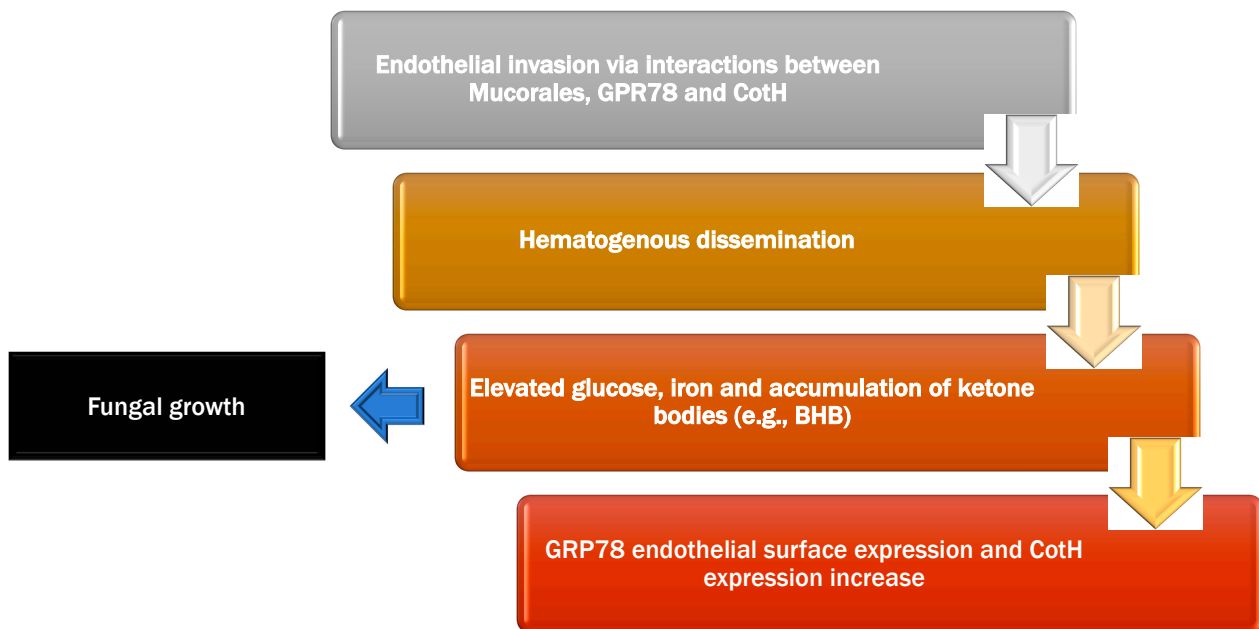 Endothelial invasion via interactions between
Mucorales, GPR78 and CotH
Hematogenous dissemination
Elevated glucose, iron and accumulation of ketone
bodies (e.g., BHB)
Fungal growth
GRP78 endothelial surface expression and CotH
expression increase